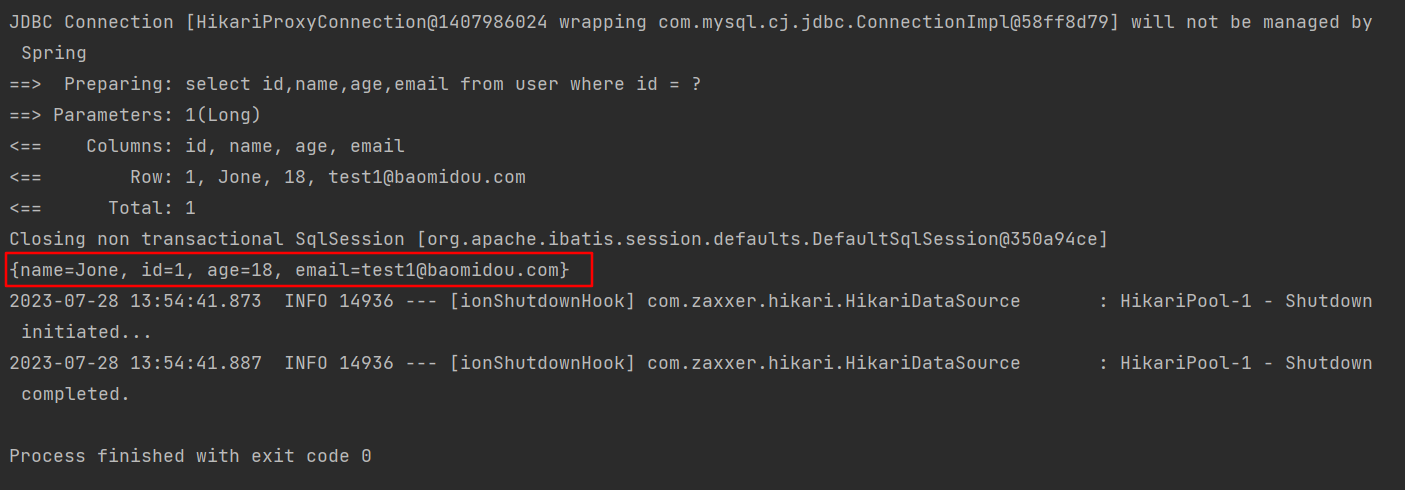 JDBC Connection [HikariProxyConnection@1407986024 wrapping com.mysql.cj.jdbc.ConnectionImpl@58ff8d79] will not be managed by
 Spring
==>  Preparing: select id,name,age,email from user where id = ?
==> Parameters: 1(Long)
<==    Columns: id, name, age, email
<==        Row: 1, Jone, 18, test1@baomidou.com
<==      Total: 1
Closing non transactional SqlSession [org.apache.ibatis.session.defaults.DefaultSqlSession@350a94ce]
{name=Jone, id=1, age=18, email=test1@baomidou.com}
2023-07-28 13:54:41.873  INFO 14936 --- [ionShutdownHook] com.zaxxer.hikari.HikariDataSource       : HikariPool-1 - Shutdown
 initiated...
2023-07-28 13:54:41.887  INFO 14936 --- [ionShutdownHook] com.zaxxer.hikari.HikariDataSource       : HikariPool-1 - Shutdown
 completed.
Process finished with exit code 0